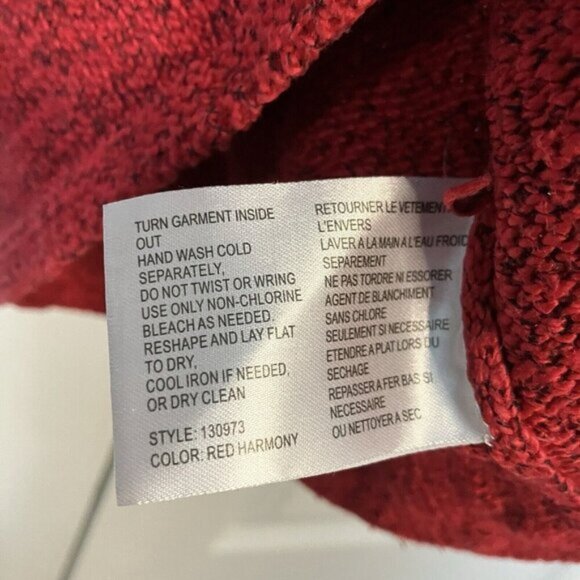 TURN GARMENT INSIDE
OUT
HAND WASH COLD
SEPARATELY,
DO NOT TWIST OR WRING
USE ONLY NON-CHLORINE
BLEACH AS NEEDED,
RESHAPE AND LAY FLAT
TO DRY,
COOL IRON IF NEEDED,
OR DRY CLEAN
STYLE: 130973
COLOR: RED HARMONY
RETOURNER LE VETEMENT
L'ENVERS
LAVER A LA MAIN A L'EAU FROID
SEPAREMENT
NE PAS TORDRE NI ESSORER
AGENT DE BLANCHIMENT
SANS CHLORE
SEULEMENT SI NECESSAIRE
ETENDRE A PLAT LORS DU
SECHAGE
REPASSER A FER BAS SI
NECESSAIRE
OU NETTOYER A SEC